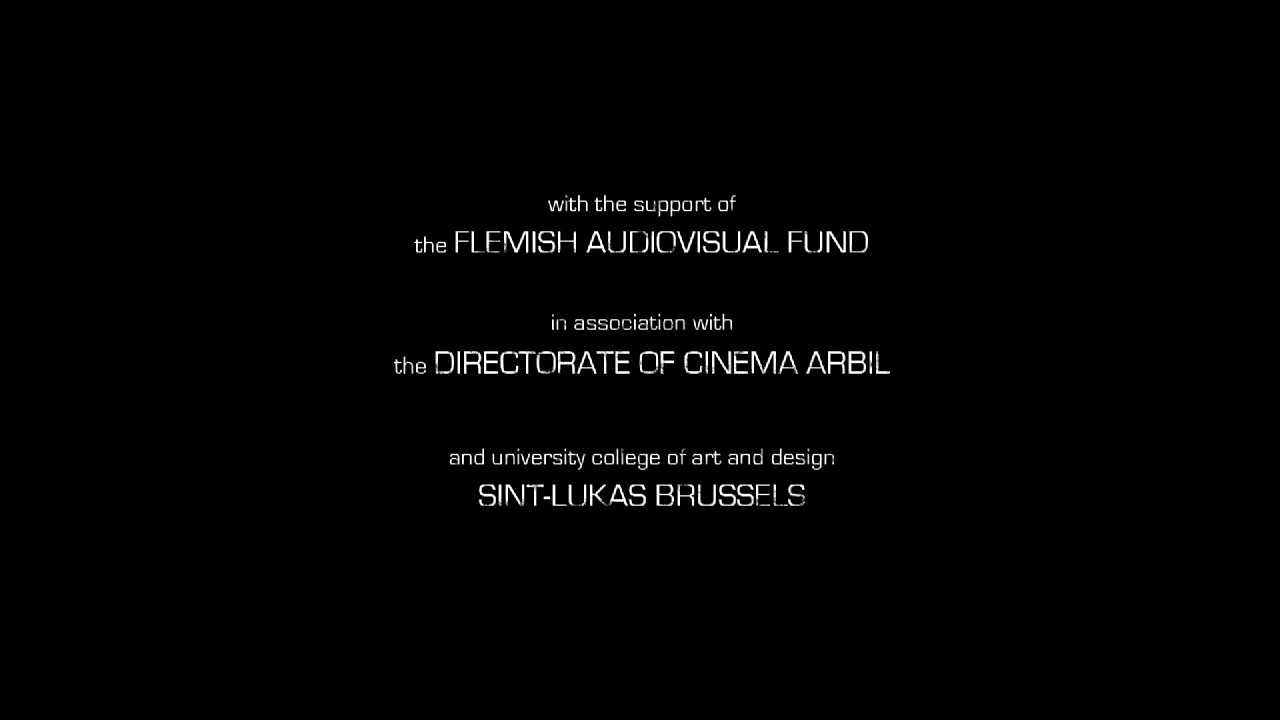 with the support of
the FLEMISH AUDIOVISUAL FUND
in association with
the DIRECTORATE OF CINEMA ARBIL
and university college of art and design
SINT-LUKAS BRUSSELS